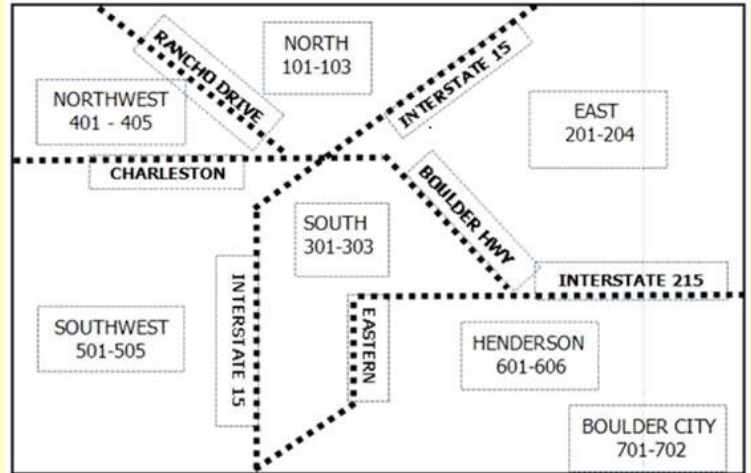 NORTH
101-103
RANCHO DRIVE
INTERSTATE 15
NORTHWEST
401 - 405
EAST
201-204
CHARLESTON
BOULDER HWY
SOUTH
301-303
INTERSTATE 215
INTERSTATE 15
EASTERN
SOUTHWEST
501-505
HENDERSON
601-606
BOULDER CITY
701-702